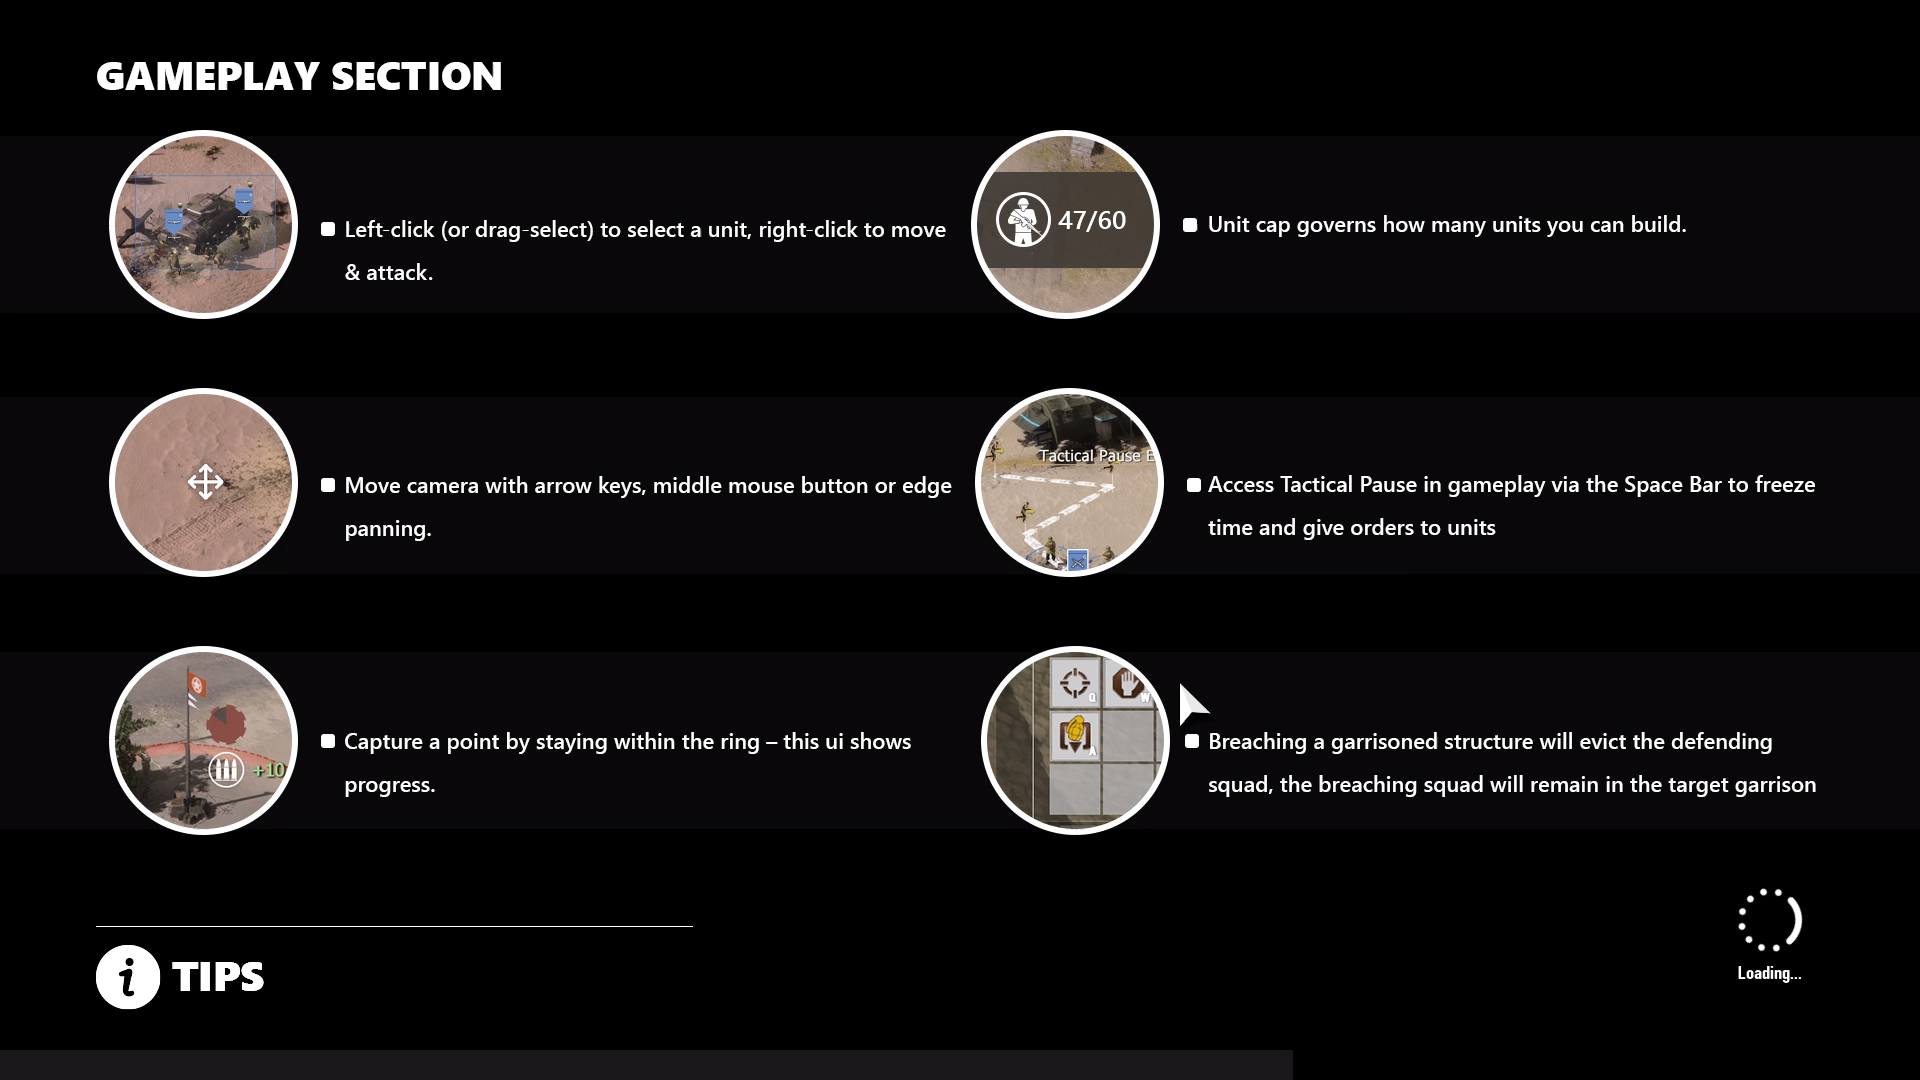 GAMEPLAY SECTION
Left-click (or drag-select) to select a unit, right-click to move
& attack.
47/60
Unit cap governs how many units you can build.
Move camera with arrow keys, middle mouse button or edge
panning.
Tactical Pause E
Access Tactical Pause in gameplay via the Space Bar to freeze
time and give orders to units
+10
Capture a point by staying within the ring – this ui shows
progress.
Q W
A
Breaching a garrisoned structure will evict the defending
squad, the breaching squad will remain in the target garrison
i TIPS
Loading...